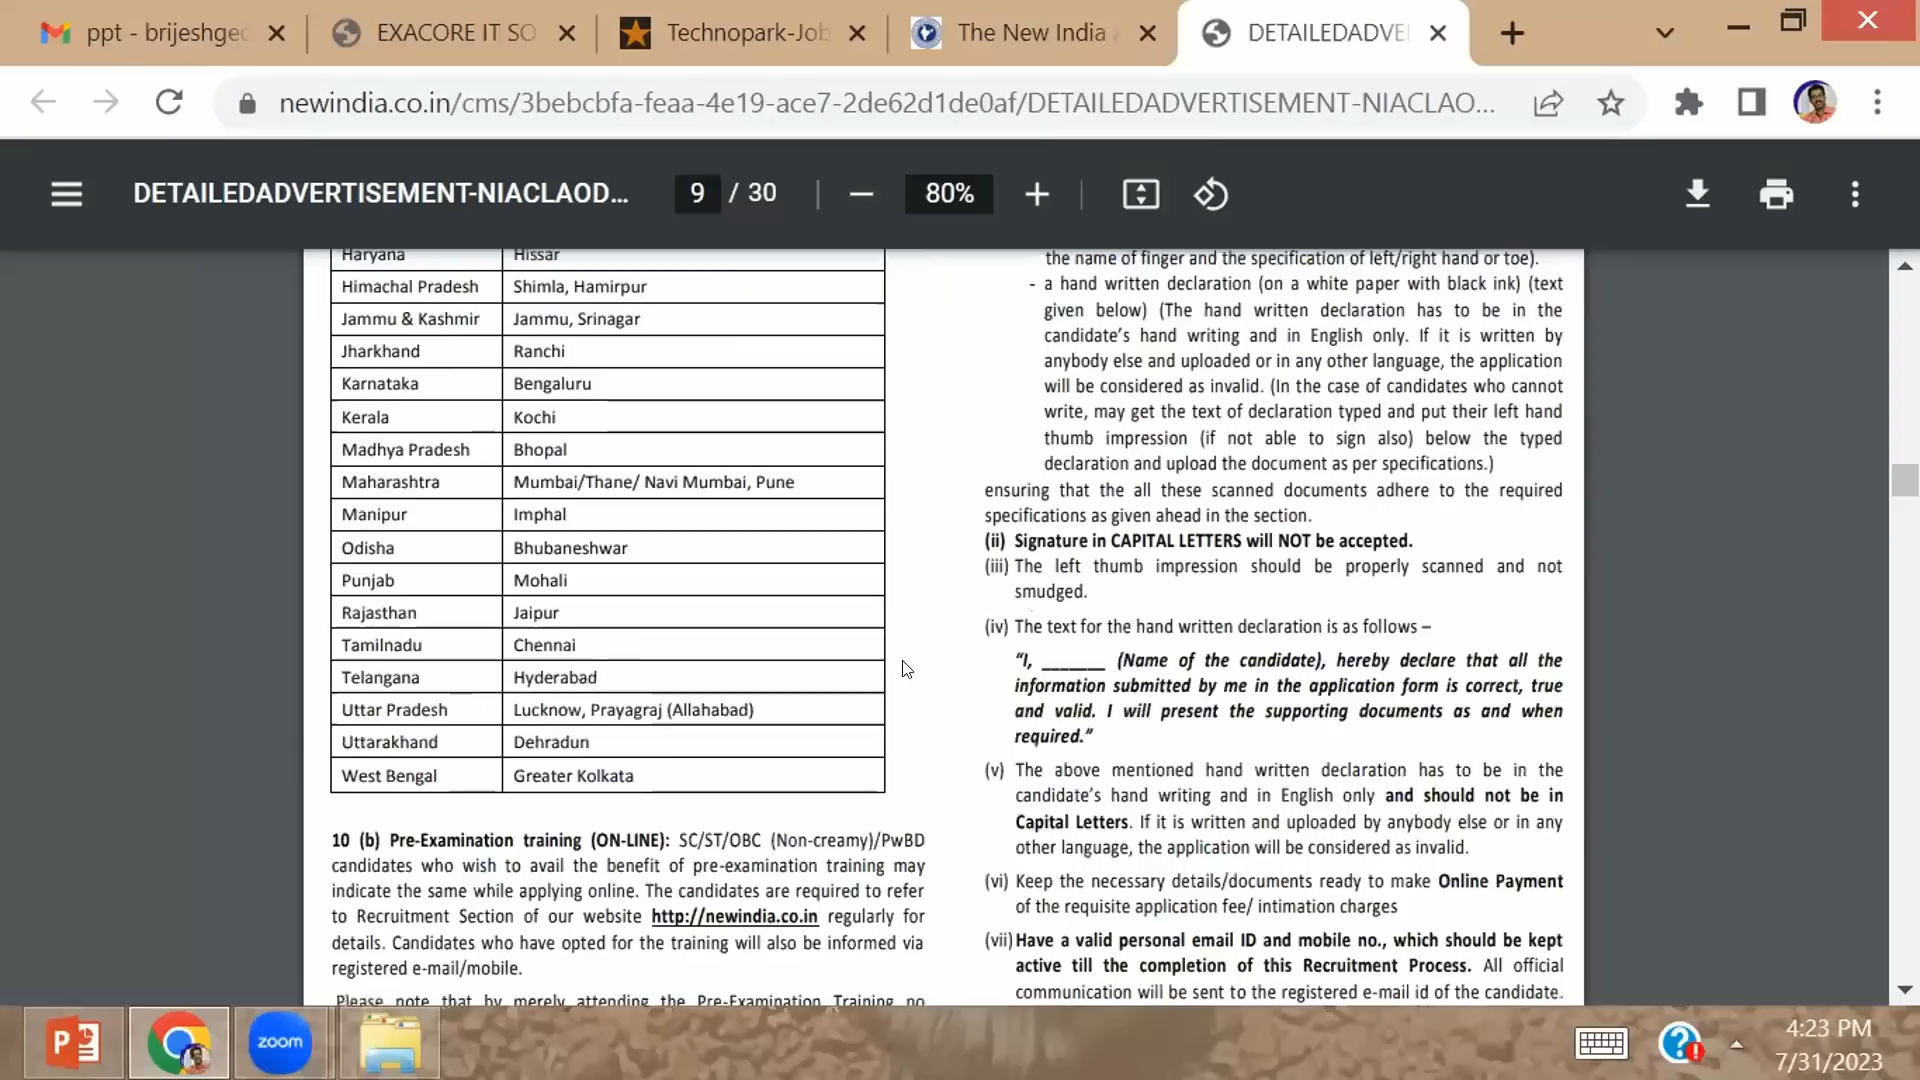 ppt - brijeshgec
EXACORE IT SO
Technopark-Job
The New India A
DETAILEDADVE
newindia.co.in/cms/3bebcbfa-feaa-4e19-ace7-2de62d1de0af/DETAILEDADVERTISEMENT-NIACLAO...
DETAILEDADVERTISEMENT-NIACLAOD...
9 / 30
80%
Haryana Hissar
Himachal Pradesh Shimla, Hamirpur
Jammu & Kashmir Jammu, Srinagar
Jharkhand Ranchi
Karnataka Bengaluru
Kerala Kochi
Madhya Pradesh Bhopal
Maharashtra Mumbai/Thane/ Navi Mumbai, Pune
Manipur Imphal
Odisha Bhubaneshwar
Punjab Mohali
Rajasthan Jaipur
Tamilnadu Chennai
Telangana Hyderabad
Uttar Pradesh Lucknow, Prayagraj (Allahabad)
Uttarakhand Dehradun
West Bengal Greater Kolkata
10 (b) Pre-Examination training (ON-LINE): SC/ST/OBC (Non-creamy)/PwBD
candidates who wish to avail the benefit of pre-examination training may
indicate the same while applying online. The candidates are required to refer
to Recruitment Section of our website http://newindia.co.in regularly for
details. Candidates who have opted for the training will also be informed via
registered e-mail/mobile.
Please note that by merely attending the Pre-Examination Training no
the name of finger and the specification of left/right hand or toe).
- a hand written declaration (on a white paper with black ink) (text
given below) (The hand written declaration has to be in the
candidate's hand writing and in English only. If it is written by
anybody else and uploaded or in any other language, the application
will be considered as invalid. (In the case of candidates who cannot
write, may get the text of declaration typed and put their left hand
thumb impression (if not able to sign also) below the typed
declaration and upload the document as per specifications.)
ensuring that the all these scanned documents adhere to the required
specifications as given ahead in the section.
(ii) Signature in CAPITAL LETTERS will NOT be accepted.
(iii) The left thumb impression should be properly scanned and not
smudged.
(iv) The text for the hand written declaration is as follows –
“I, _______ (Name of the candidate), hereby declare that all the
information submitted by me in the application form is correct, true
and valid. I will present the supporting documents as and when
required.”
(v) The above mentioned hand written declaration has to be in the
candidate's hand writing and in English only and should not be in
Capital Letters. If it is written and uploaded by anybody else or in any
other language, the application will be considered as invalid.
(vi) Keep the necessary details/documents ready to make Online Payment
of the requisite application fee/ intimation charges
(vii) Have a valid personal email ID and mobile no., which should be kept
active till the completion of this Recruitment Process. All official
communication will be sent to the registered e-mail id of the candidate.
zoom
4:23 PM
7/31/2023